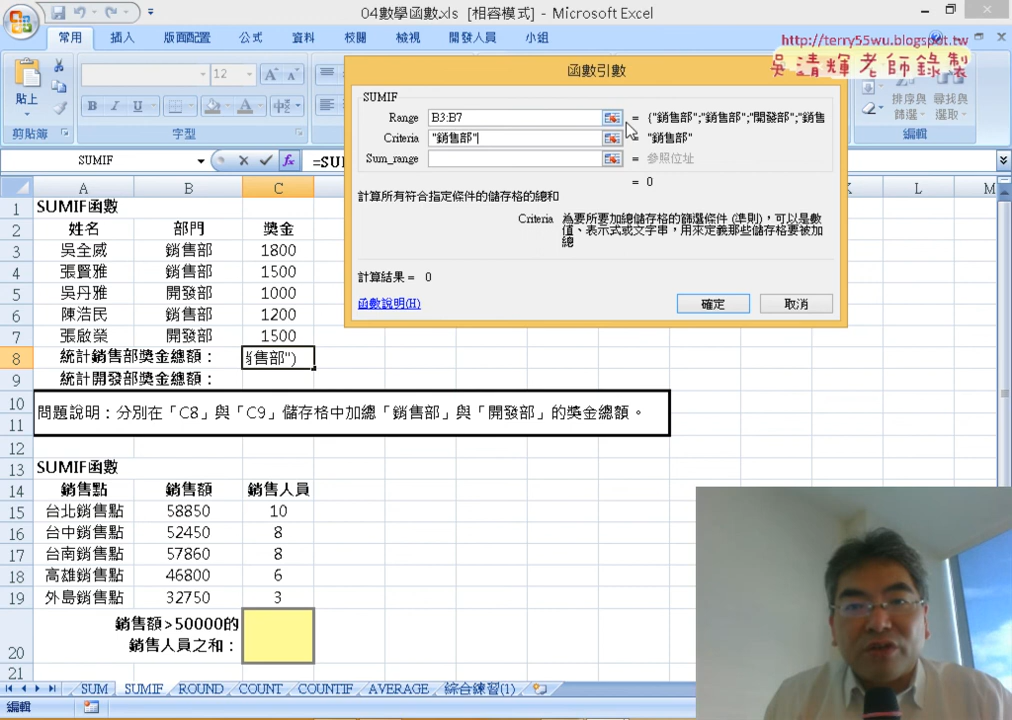 04數學函數.xls [相容模式] - Microsoft Excel
常用 插入 版面配置 公式 資料 校閱 檢視 開發人員 小組
http://terry55wu.blogspot.tw
吳清輝老師錄製
貼上
12
B I U
中
排序與篩選 尋找與選取
剪貼簿 字型 編輯
SUMIF =SU
函數引數
SUMIF
Range B3:B7 = {"銷售部";"銷售部";"開發部";"銷售
Criteria "銷售部" = "銷售部"
Sum_range = 參照位址
= 0
計算所有符合指定條件的儲存格的總和
Criteria 為要所要加總儲存格的篩選條件 (準則)，可以是數
值、表示式或文字串，用來定義那些儲存格要被加
總
計算結果 = 0
函數說明(H) 確定 取消
A B C K L M
1 SUMIF函數
2 姓名 部門 獎金
3 吳全威 銷售部 1800
4 張賢雅 銷售部 1500
5 吳丹雅 開發部 1000
6 陳浩民 銷售部 1200
7 張啟榮 開發部 1500
8 統計銷售部獎金總額： 售部")
9 統計開發部獎金總額：
10 問題說明：分別在「C8」與「C9」儲存格中加總「銷售部」與「開發部」的獎金總額。
11
12
13 SUMIF函數
14 銷售點 銷售額 銷售人員
15 台北銷售點 58850 10
16 台中銷售點 52450 8
17 台南銷售點 57860 8
18 高雄銷售點 46800 6
19 外島銷售點 32750 3
銷售額>50000的
20 銷售人員之和：
21
SUM SUMIF ROUND COUNT COUNTIF AVERAGE 綜合練習(1)
編輯